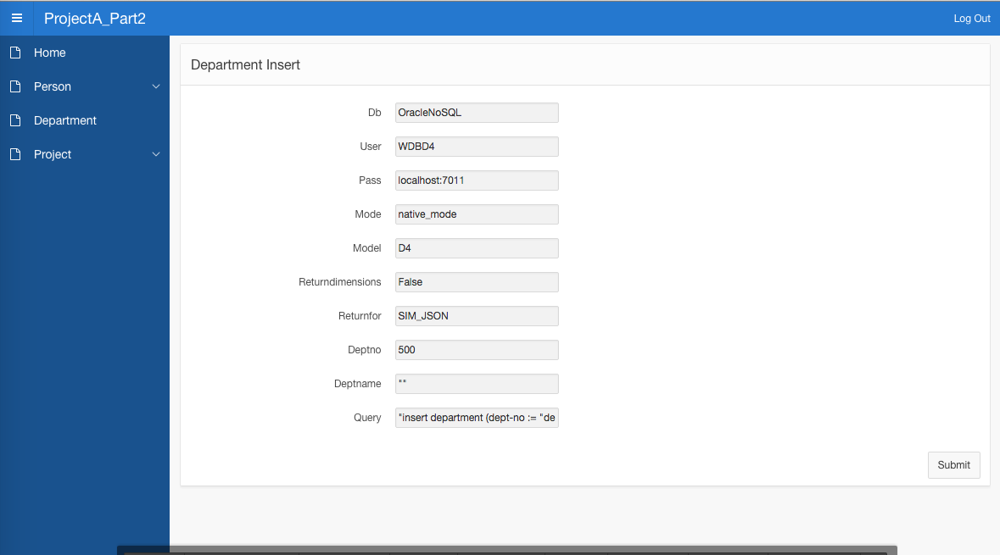 ProjectA_Part2 Log Out
Home
Person
Department
Project
Department Insert
Db OracleNoSQL
User WDBD4
Pass localhost:7011
Mode native_mode
Model D4
Returndimensions False
Returnfor SIM_JSON
Deptno 500
Deptname ""
Query "insert department (dept-no := "de
Submit